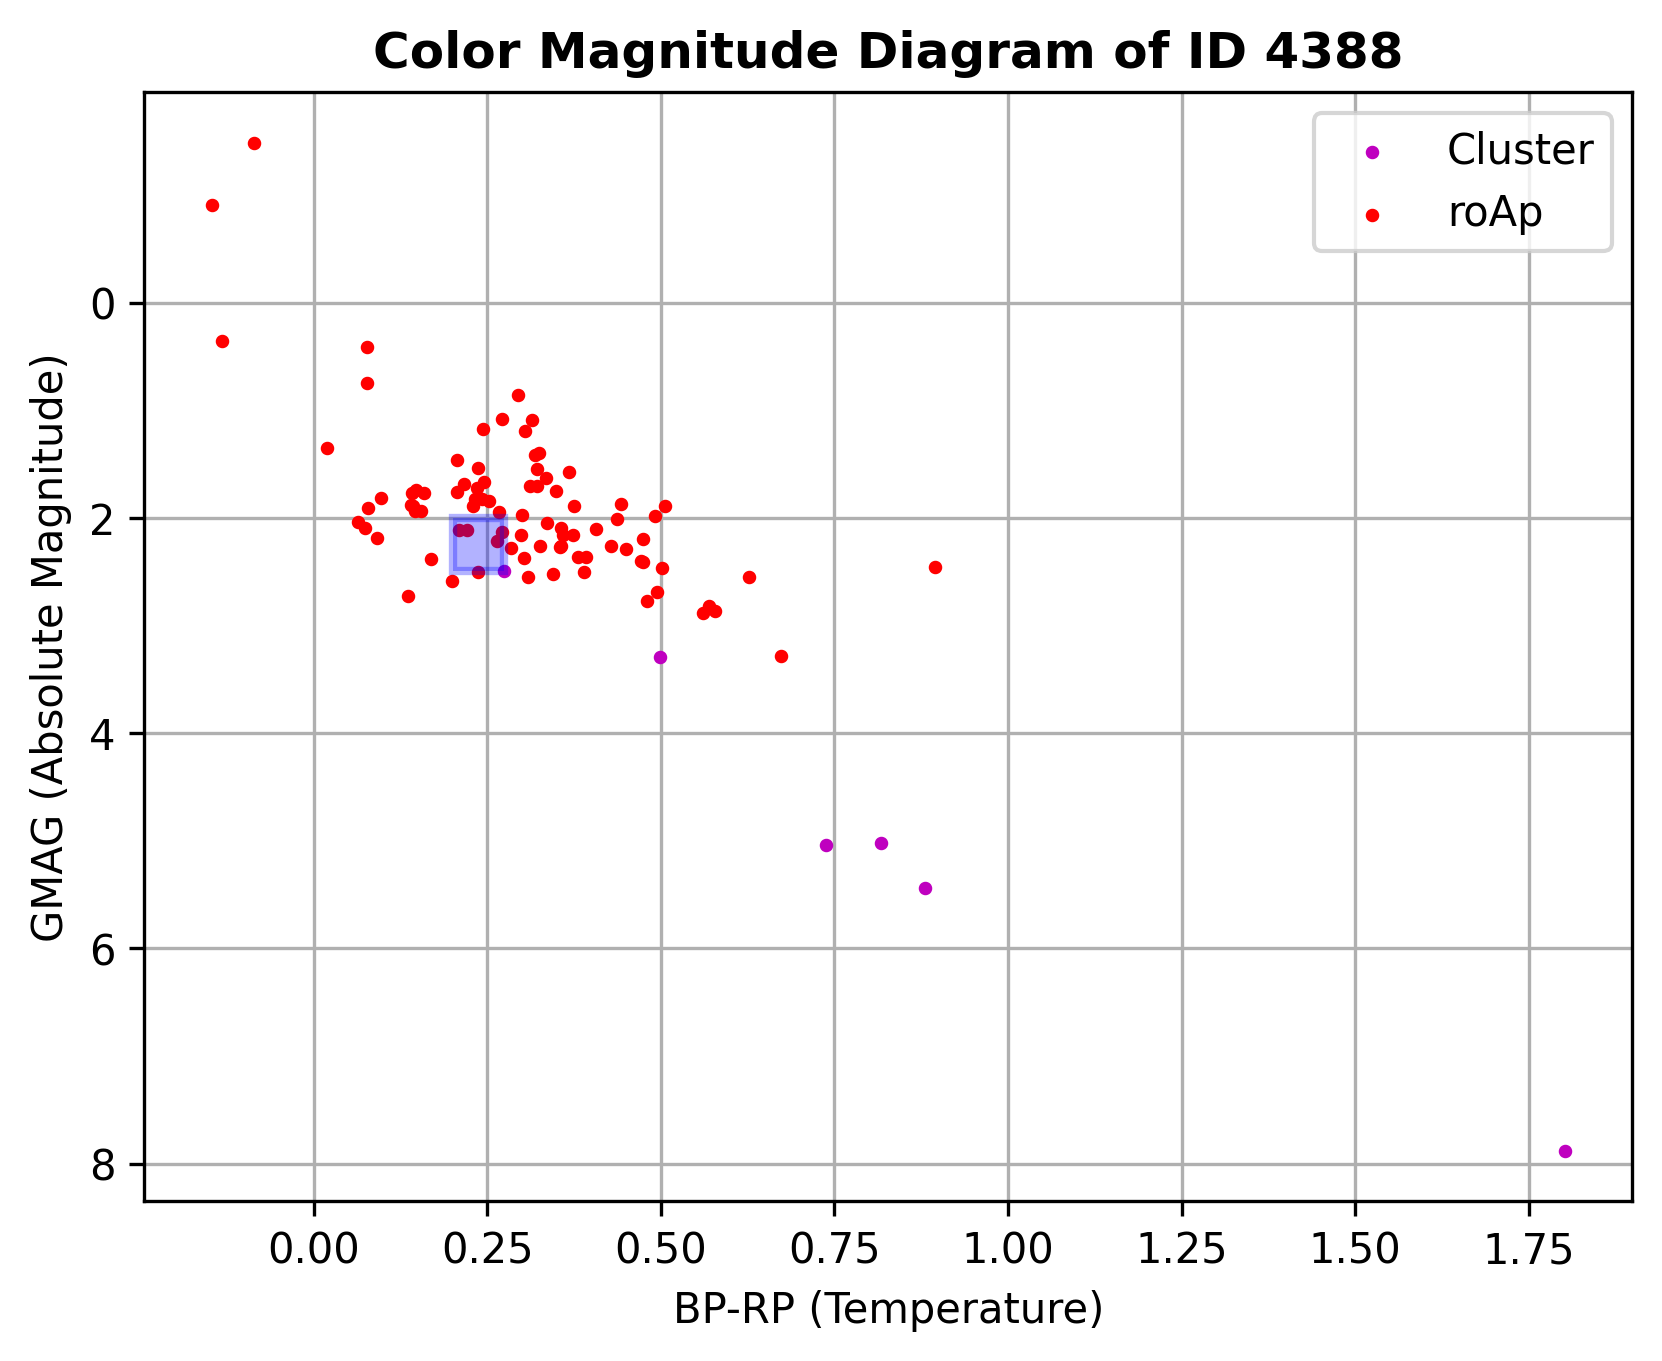 Color Magnitude Diagram of ID 4388
Cluster
roAp
GMAG (Absolute Magnitude)
0
2
4
6
8
0.00 0.25 0.50 0.75 1.00 1.25 1.50 1.75
BP-RP (Temperature)